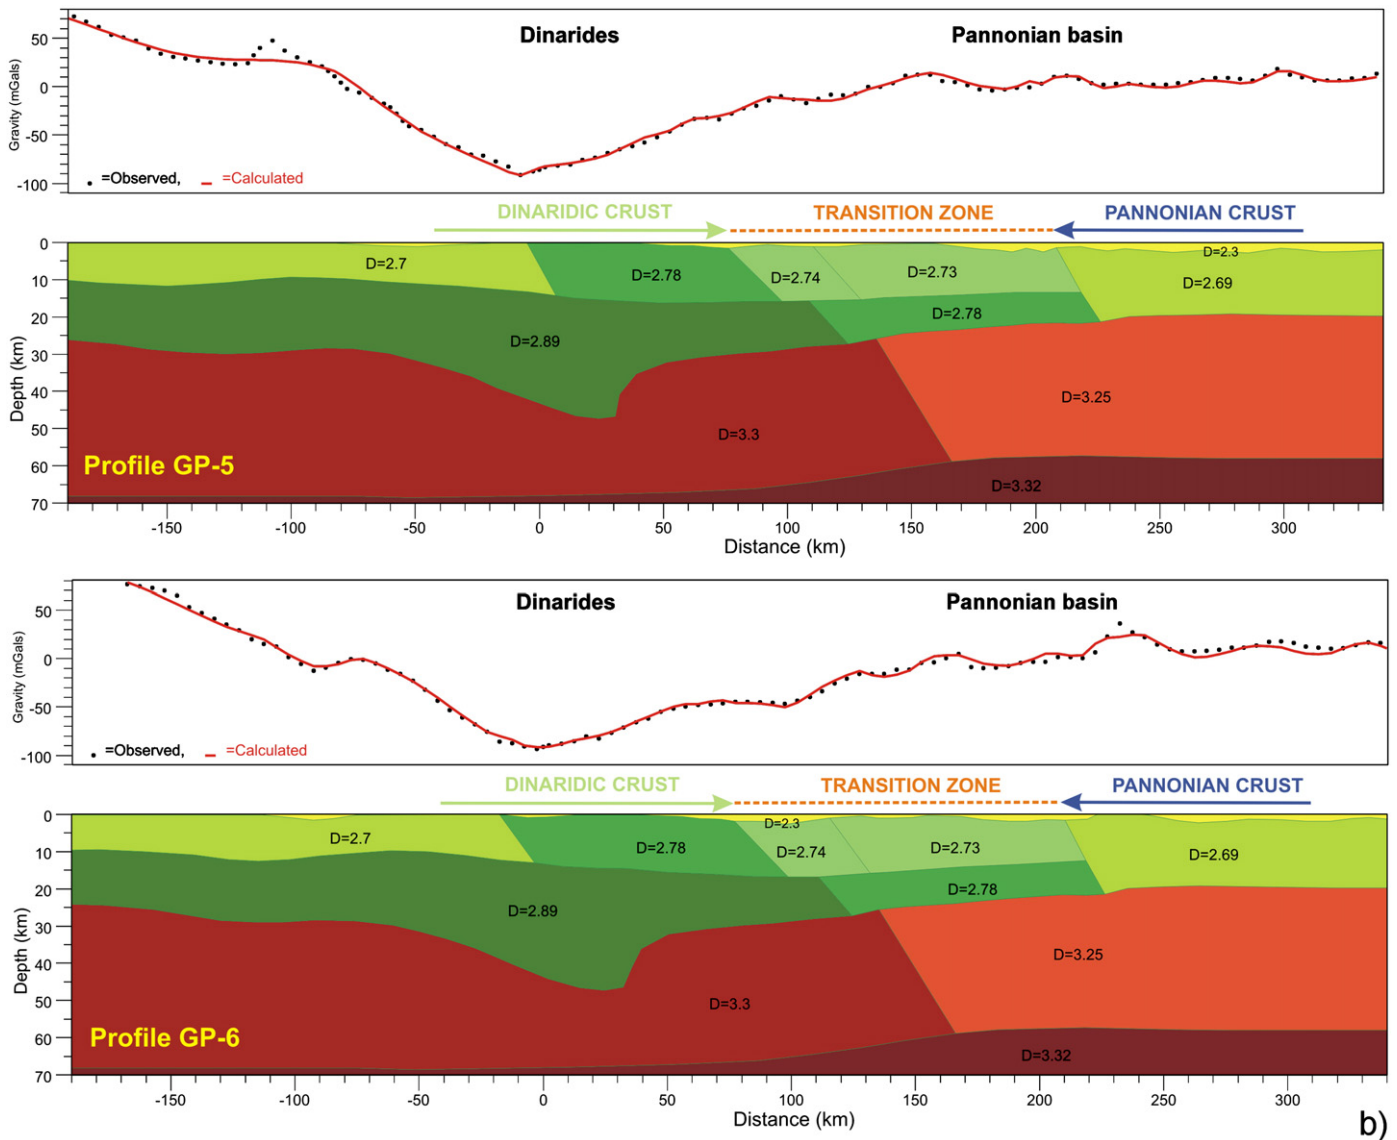 Dinarides Pannonian basin
Gravity (mGals)
50
0
-50
-100
=Observed, =Calculated
DINARIDIC CRUST TRANSITION ZONE PANNONIAN CRUST
Depth (km)
0
10
20
30
40
50
60
70
D=2.7 D=2.78 D=2.74 D=2.73 D=2.3
D=2.69
D=2.78
D=2.89
D=3.25
D=3.3
Profile GP-5
D=3.32
-150 -100 -50 0 50 100 150 200 250 300
Distance (km)
Dinarides Pannonian basin
Gravity (mGals)
50
0
-50
-100
=Observed, =Calculated
DINARIDIC CRUST TRANSITION ZONE PANNONIAN CRUST
Depth (km)
0
10
20
30
40
50
60
70
D=2.3
D=2.7 D=2.78 D=2.74 D=2.73 D=2.69
D=2.78
D=2.89
D=3.25
D=3.3
Profile GP-6
D=3.32
-150 -100 -50 0 50 100 150 200 250 300
Distance (km)
b)